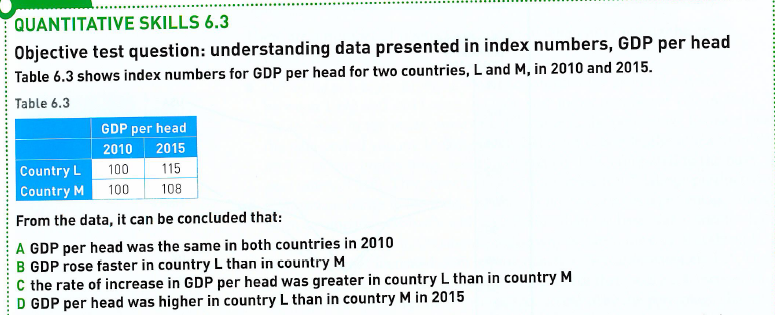 QUANTITATIVE SKILLS 6.3
Objective test question: understanding data presented in index numbers, GDP per head
Table 6.3 shows index numbers for GDP per head for two countries, L and M, in 2010 and 2015.
Table 6.3
GDP per head
2010 2015
Country L 100 115
Country M 100 108
From the data, it can be concluded that:
A GDP per head was the same in both countries in 2010
B GDP rose faster in country L than in country M
C the rate of increase in GDP per head was greater in country L than in country M
D GDP per head was higher in country L than in country M in 2015